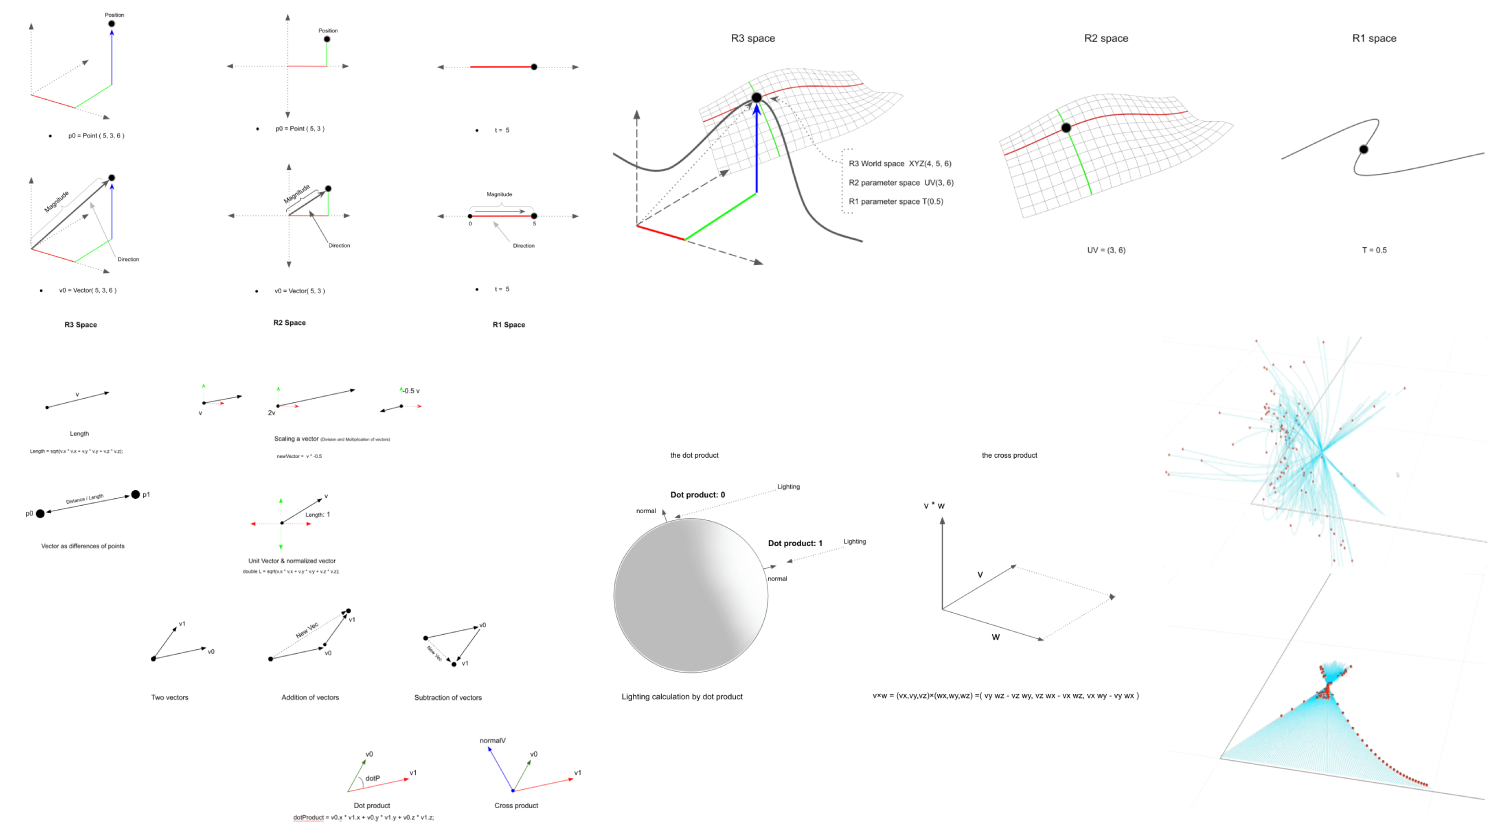 Position
Position
p0 = Point ( 5, 3, 6 )
p0 = Point ( 5, 3 )
t = 5
Magnitude
Direction
v0 = Vector( 5, 3, 6 )
Magnitude
Direction
v0 = Vector( 5, 3 )
Magnitude
0
5
Direction
t = 5
R3 Space
R2 Space
R1 Space
R3 space
R2 space
R1 space
R3 World space XYZ(4, 5, 6)
R2 parameter space UV(3, 6)
R1 parameter space T(0.5)
UV = (3, 6)
T = 0.5
v
Length
Length = sqrt(v.x * v.x + v.y * v.y + v.z * v.z);
v
2v
-0.5 v
Scaling a vector (Division and Multiplication of vectors)
newVector = v * -0.5
p0
Distance / Length
p1
Vector as differences of points
v
Length: 1
Unit Vector & normalized vector
double L = sqrt(v.x * v.x + v.y * v.y + v.z * v.z);
v1
v0
Two vectors
New Vec
v1
v0
Addition of vectors
v0
New Vec
v1
Subtraction of vectors
v0
dotP
v1
Dot product
dotProduct = v0.x * v1.x + v0.y * v1.y + v0.z * v1.z;
normalV
v0
v1
Cross product
the dot product
Dot product: 0
Lighting
normal
Dot product: 1
Lighting
normal
Lighting calculation by dot product
the cross product
v * w
v
w
v×w = (vx,vy,vz)×(wx,wy,wz) =( vy wz - vz wy, vz wx - vx wz, vx wy - vy wx )